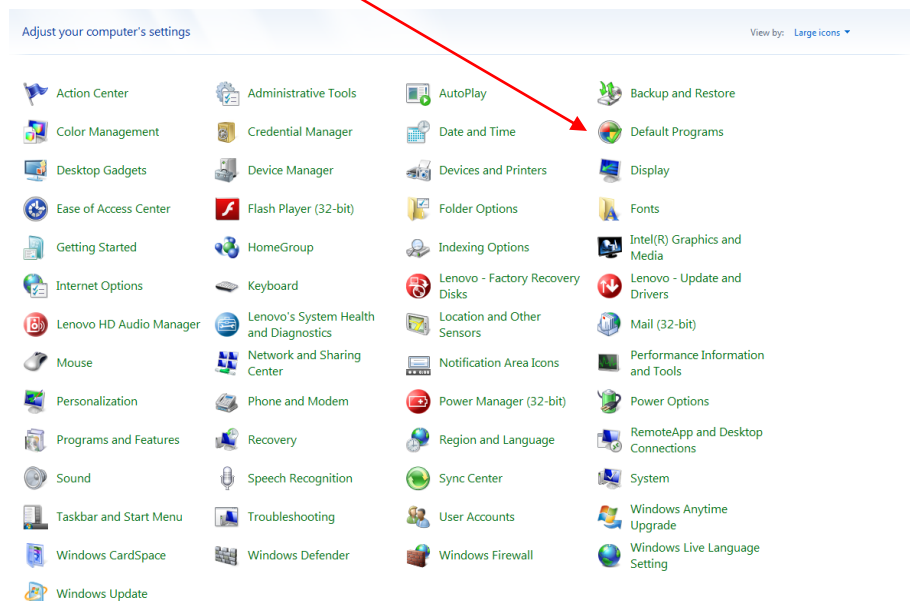 Adjust your computer's settings
View by: Large icons
Action Center
Administrative Tools
AutoPlay
Backup and Restore
Color Management
Credential Manager
Date and Time
Default Programs
Desktop Gadgets
Device Manager
Devices and Printers
Display
Ease of Access Center
Flash Player (32-bit)
Folder Options
Fonts
Getting Started
HomeGroup
Indexing Options
Intel(R) Graphics and
Media
Internet Options
Keyboard
Lenovo - Factory Recovery
Disks
Lenovo - Update and
Drivers
Lenovo HD Audio Manager
Lenovo's System Health
and Diagnostics
Location and Other
Sensors
Mail (32-bit)
Mouse
Network and Sharing
Center
Notification Area Icons
Performance Information
and Tools
Personalization
Phone and Modem
Power Manager (32-bit)
Power Options
Programs and Features
Recovery
Region and Language
RemoteApp and Desktop
Connections
Sound
Speech Recognition
Sync Center
System
Taskbar and Start Menu
Troubleshooting
User Accounts
Windows Anytime
Upgrade
Windows CardSpace
Windows Defender
Windows Firewall
Windows Live Language
Setting
Windows Update